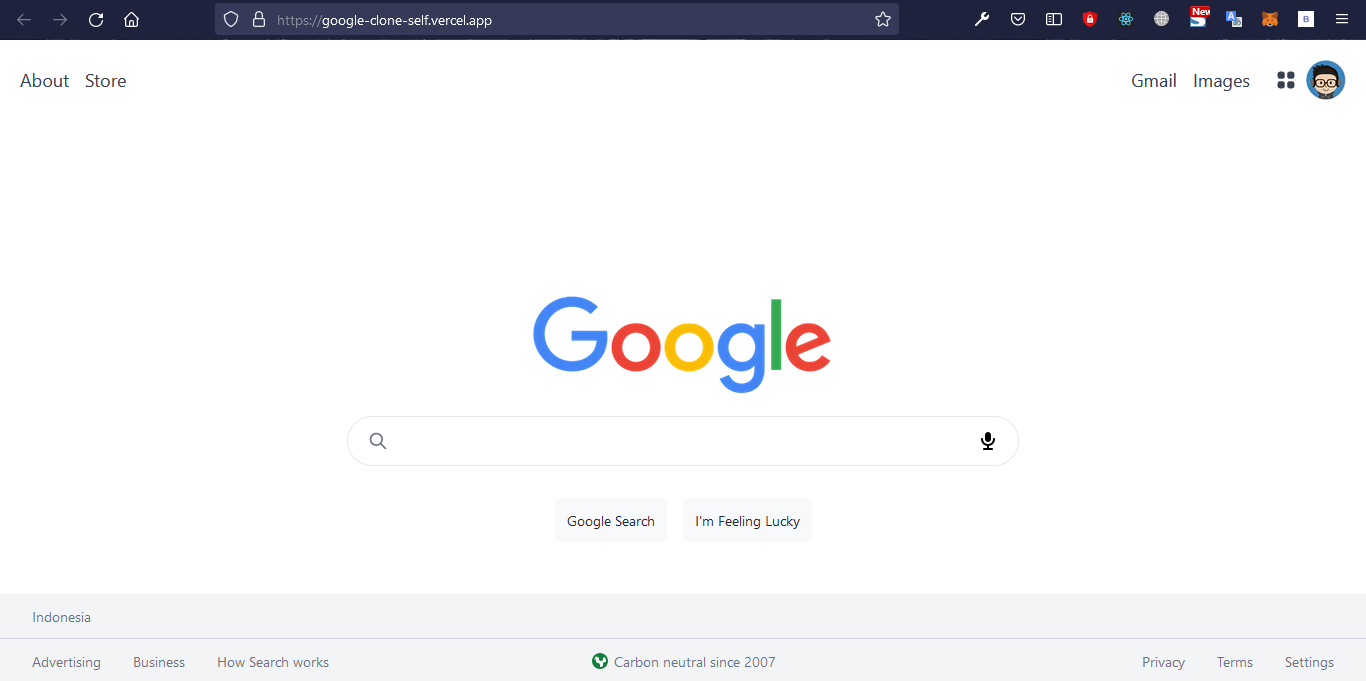 https://google-clone-self.vercel.app
New
B
About Store Gmail Images
Google
Google Search I'm Feeling Lucky
Indonesia
Advertising Business How Search works Carbon neutral since 2007 Privacy Terms Settings